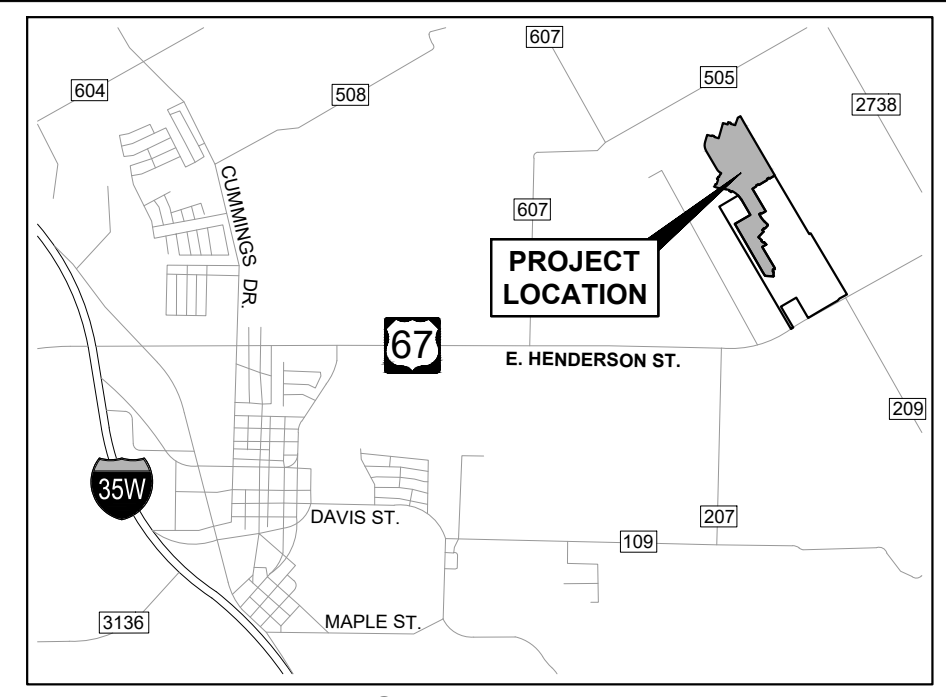 607
505
604
508
2738
CUMMINGS DR.
607
PROJECT
LOCATION
67
E. HENDERSON ST.
209
35W
DAVIS ST.
207
109
3136
MAPLE ST.